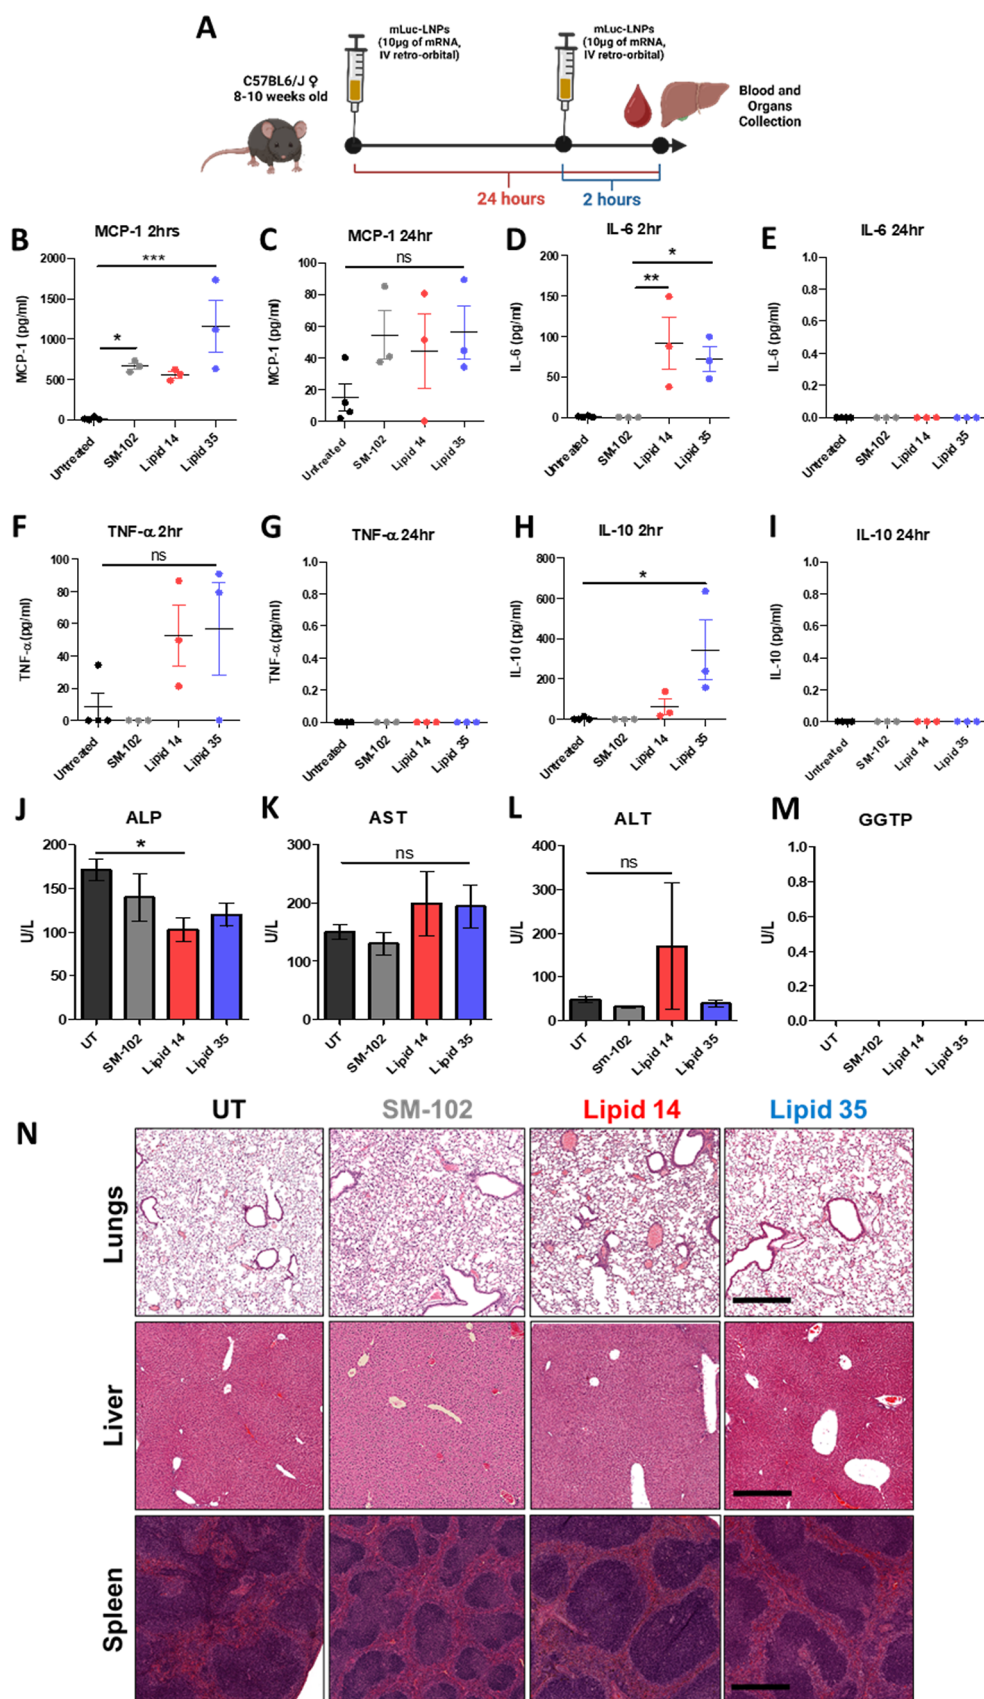 A
mLuc-LNPs
(10µg of mRNA,
IV retro-orbital)
mLuc-LNPs
(10µg of mRNA,
IV retro-orbital)
C57BL6/J ♀
8-10 weeks old
Blood and
Organs
Collection
24 hours
2 hours
B
MCP-1 2hrs
MCP-1 (pg/ml)
2000
1500
1000
500
0
***
*
Untreated
SM-102
Lipid 14
Lipid 35
C
MCP-1 24hr
MCP-1 (pg/ml)
100
80
60
40
20
0
ns
Untreated
SM-102
Lipid 14
Lipid 35
D
IL-6 2hr
IL-6 (pg/ml)
200
150
100
50
0
*
**
Untreated
SM-102
Lipid 14
Lipid 35
E
IL-6 24hr
IL-6 (pg/ml)
1.0
0.8
0.6
0.4
0.2
0.0
Untreated
SM-102
Lipid 14
Lipid 35
F
TNF-α 2hr
TNF-α (pg/ml)
100
80
60
40
20
0
ns
Untreated
SM-102
Lipid 14
Lipid 35
G
TNF-α 24hr
TNF-α (pg/ml)
1.0
0.8
0.6
0.4
0.2
0.0
Untreated
SM-102
Lipid 14
Lipid 35
H
IL-10 2hr
IL-10 (pg/ml)
800
600
400
200
0
*
Untreated
SM-102
Lipid 14
Lipid 35
I
IL-10 24hr
IL-10 (pg/ml)
1.0
0.8
0.6
0.4
0.2
0.0
Untreated
SM-102
Lipid 14
Lipid 35
J
ALP
U/L
200
150
100
50
0
*
UT
SM-102
Lipid 14
Lipid 35
K
AST
U/L
300
200
100
0
ns
UT
SM-102
Lipid 14
Lipid 35
L
ALT
U/L
400
300
200
100
0
ns
UT
Sm-102
Lipid 14
Lipid 35
M
GGTP
U/L
1.0
0.8
0.6
0.4
0.2
0.0
UT
SM-102
Lipid 14
Lipid 35
N
UT
SM-102
Lipid 14
Lipid 35
Lungs
Liver
Spleen